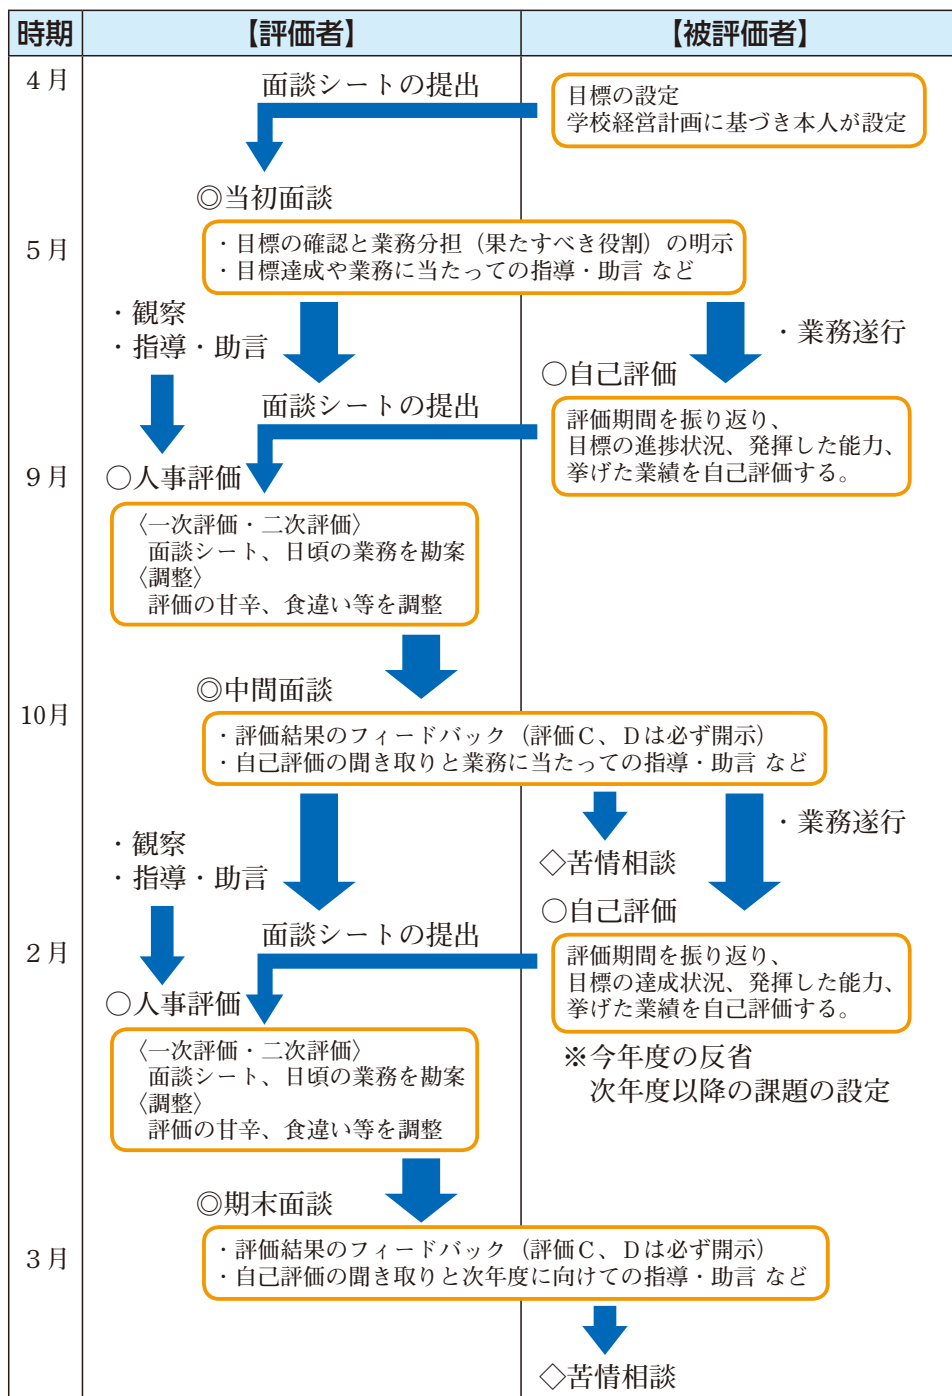 時期
【評価者】
【被評価者】
4月
面談シートの提出
目標の設定
学校経営計画に基づき本人が設定
◎当初面談
5月
・目標の確認と業務分担（果たすべき役割）の明示
・目標達成や業務に当たっての指導・助言 など
・観察
・指導・助言
・業務遂行
○自己評価
面談シートの提出
評価期間を振り返り、
目標の進捗状況、発揮した能力、
挙げた業績を自己評価する。
9月
○人事評価
〈一次評価・二次評価〉
面談シート、日頃の業務を勘案
〈調整〉
評価の甘辛、食違い等を調整
◎中間面談
10月
・評価結果のフィードバック（評価Ｃ、Ｄは必ず開示）
・自己評価の聞き取りと業務に当たっての指導・助言 など
・観察
・指導・助言
・業務遂行
◇苦情相談
○自己評価
面談シートの提出
2月
評価期間を振り返り、
目標の達成状況、発揮した能力、
挙げた業績を自己評価する。
○人事評価
〈一次評価・二次評価〉
面談シート、日頃の業務を勘案
〈調整〉
評価の甘辛、食違い等を調整
※今年度の反省
次年度以降の課題の設定
◎期末面談
3月
・評価結果のフィードバック（評価Ｃ、Ｄは必ず開示）
・自己評価の聞き取りと次年度に向けての指導・助言 など
◇苦情相談